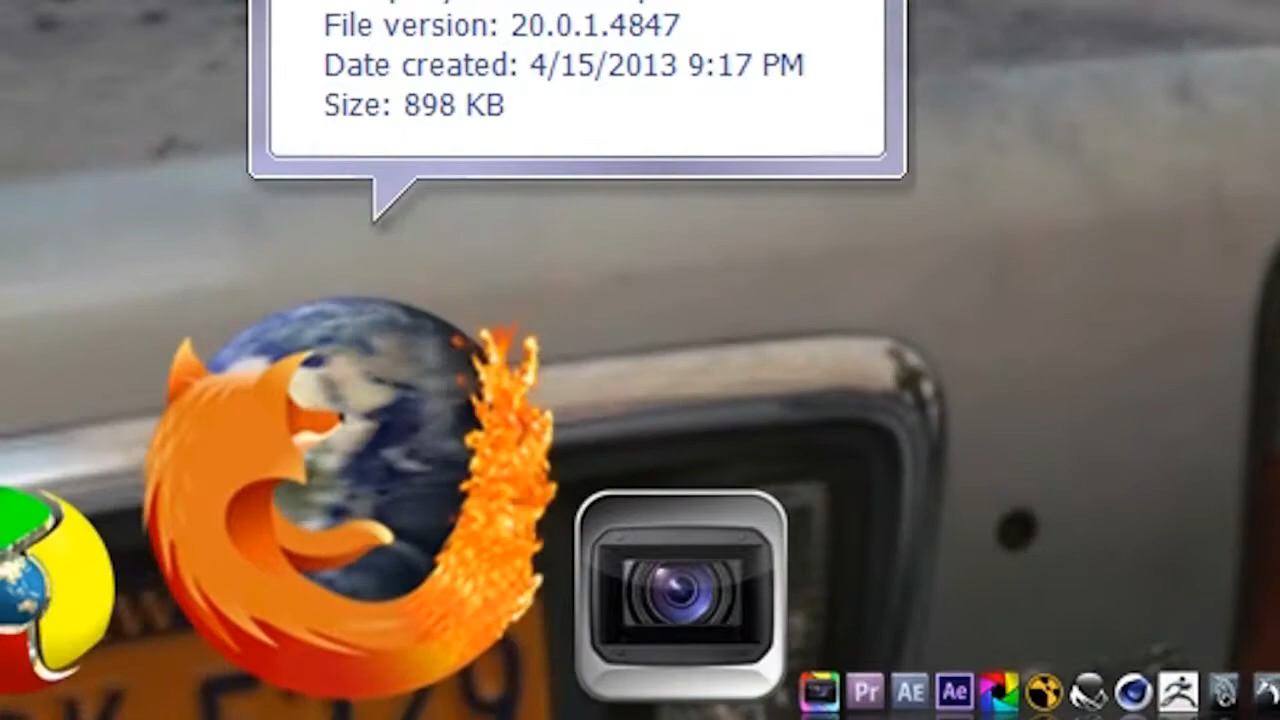 File version: 20.0.1.4847
Date created: 4/15/2013 9:17 PM
Size: 898 KB
Pr
AE
Ae